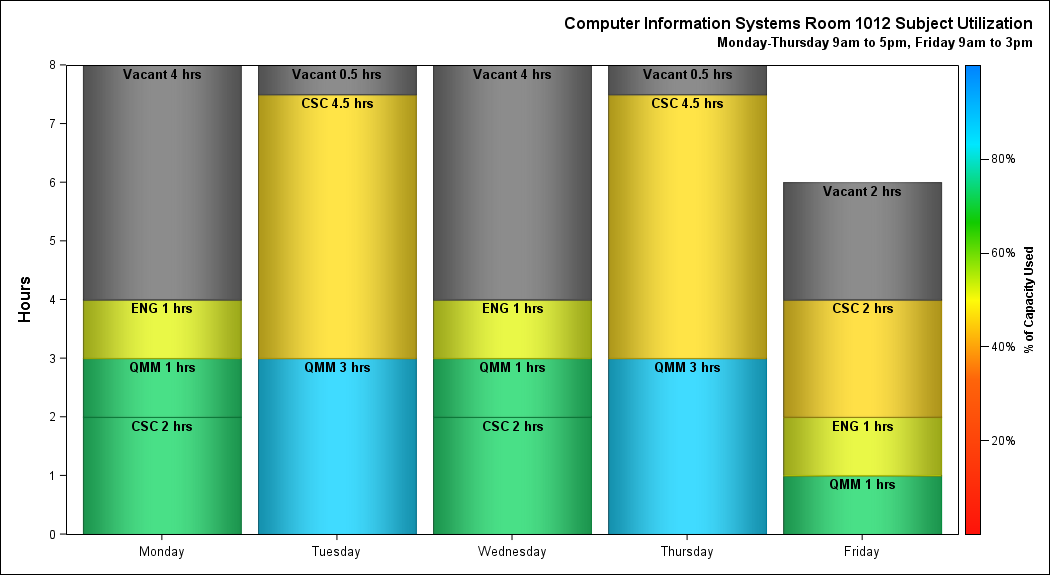 Computer Information Systems Room 1012 Subject Utilization
Monday-Thursday 9am to 5pm, Friday 9am to 3pm
Hours
8
7
6
5
4
3
2
1
0
Vacant 4 hrs
ENG 1 hrs
QMM 1 hrs
CSC 2 hrs
Monday
Vacant 0.5 hrs
CSC 4.5 hrs
QMM 3 hrs
Tuesday
Vacant 4 hrs
ENG 1 hrs
QMM 1 hrs
CSC 2 hrs
Wednesday
Vacant 0.5 hrs
CSC 4.5 hrs
QMM 3 hrs
Thursday
Vacant 2 hrs
CSC 2 hrs
ENG 1 hrs
QMM 1 hrs
Friday
80%
60%
40%
20%
% of Capacity Used